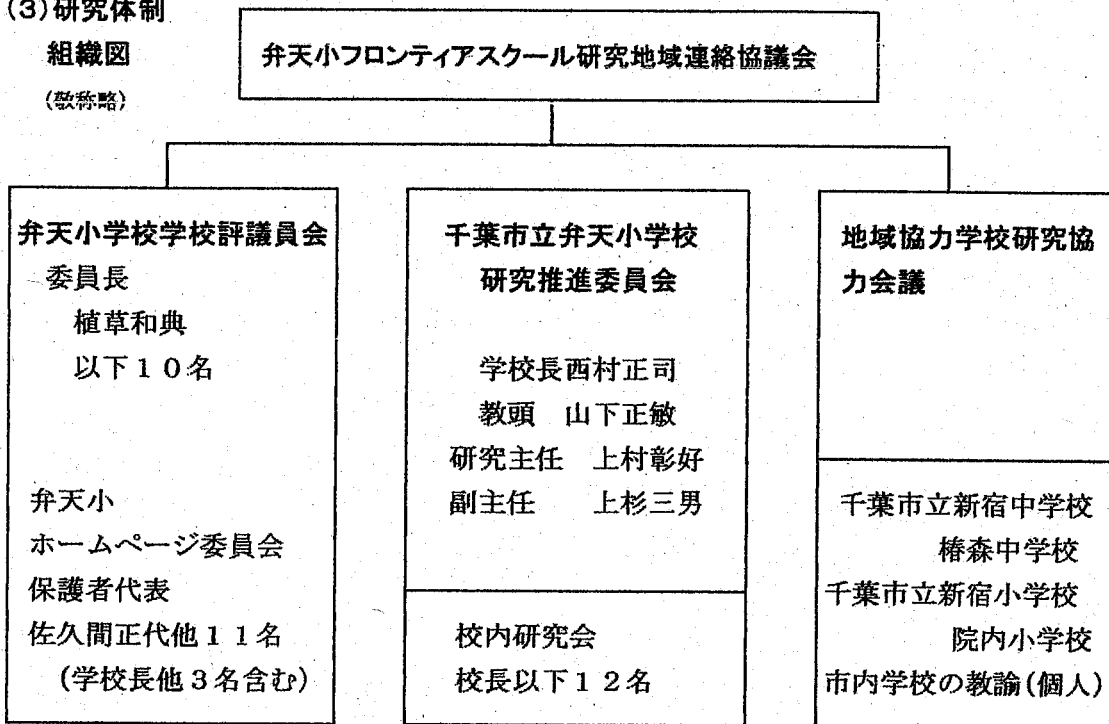 (3)研究体制
組織図
(敬称略)
弁天小フロンティアスクール研究地域連絡協議会
弁天小学校学校評議員会
委員長
植草和典
以下10名
弁天小
ホームページ委員会
保護者代表
佐久間正代他11名
(学校長他3名含む)
千葉市立弁天小学校
研究推進委員会
学校長西村正司
教頭 山下正敏
研究主任 上村彰好
副主任 上杉三男
校内研究会
校長以下12名
地域協力学校研究協
力会議
千葉市立新宿中学校
椿森中学校
千葉市立新宿小学校
院内小学校
市内学校の教諭(個人)